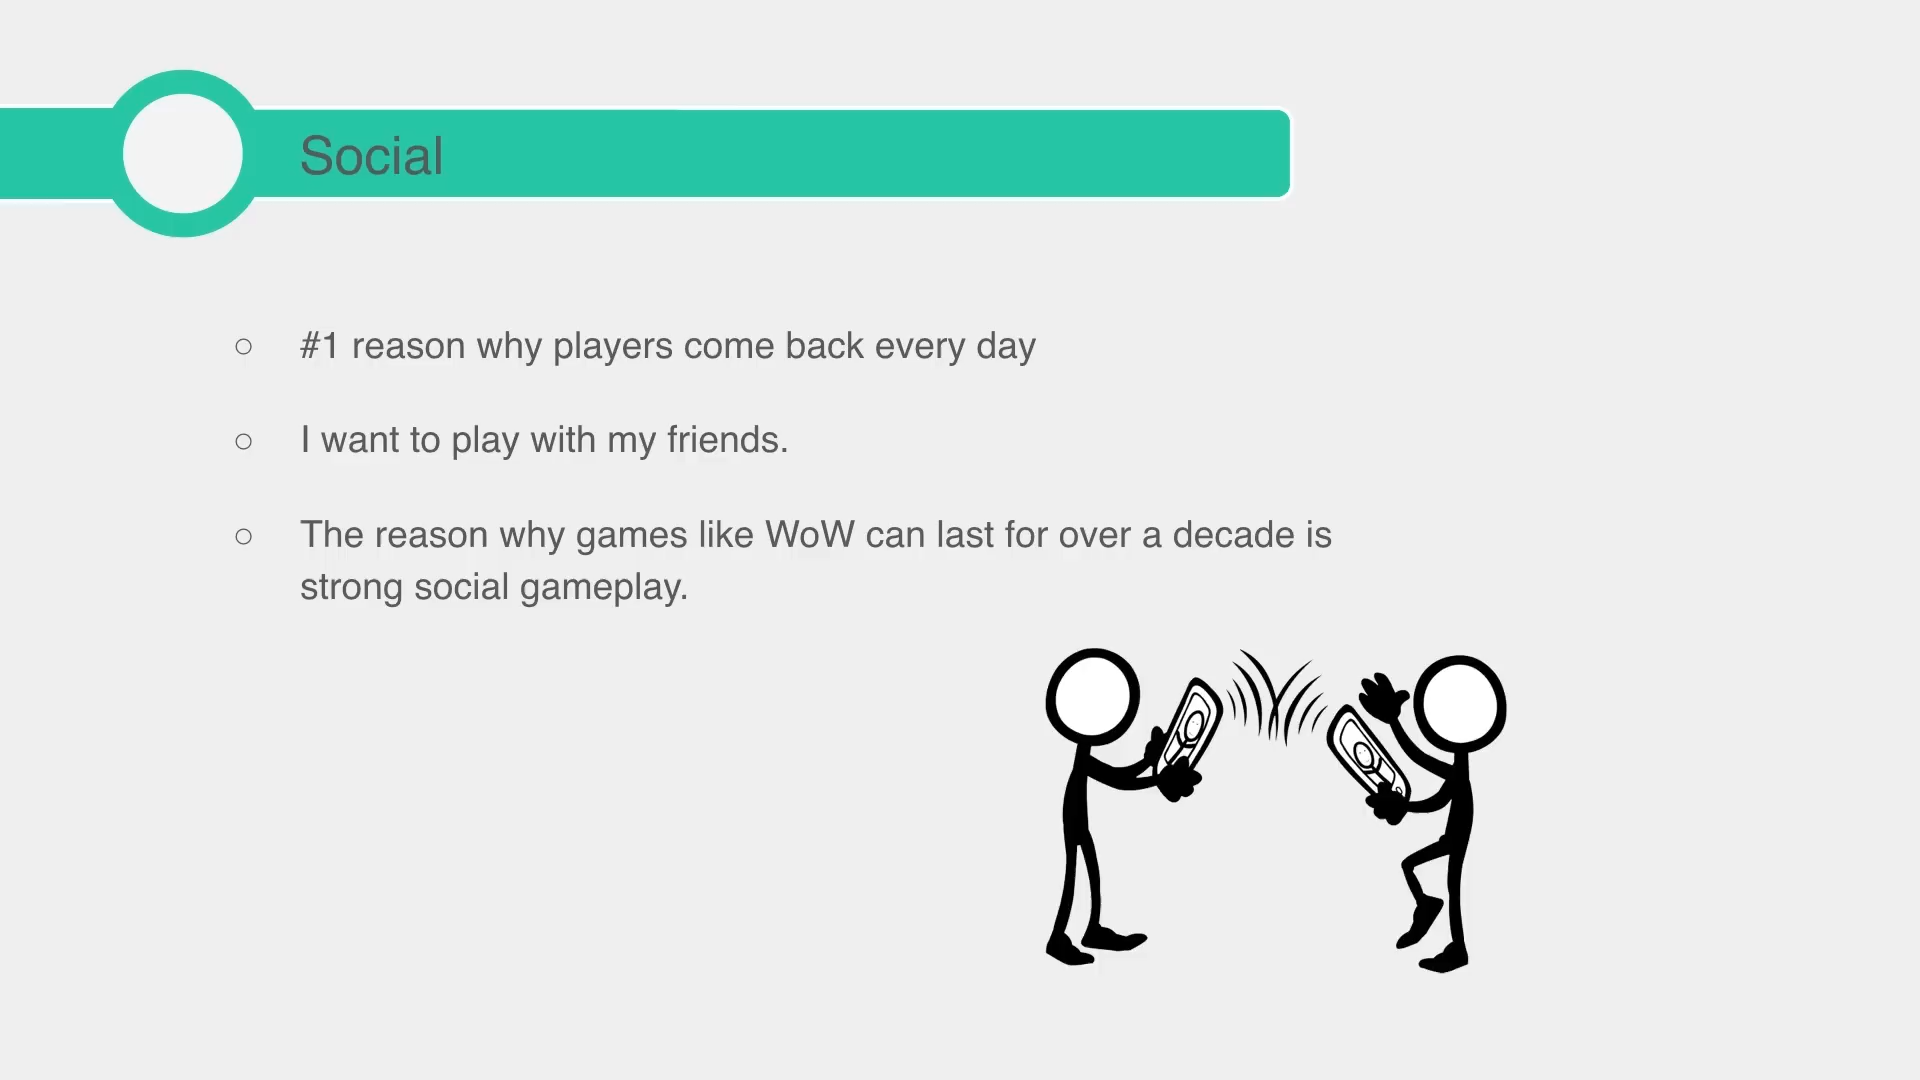 Social
#1 reason why players come back every day
I want to play with my friends.
The reason why games like WoW can last for over a decade is
strong social gameplay.